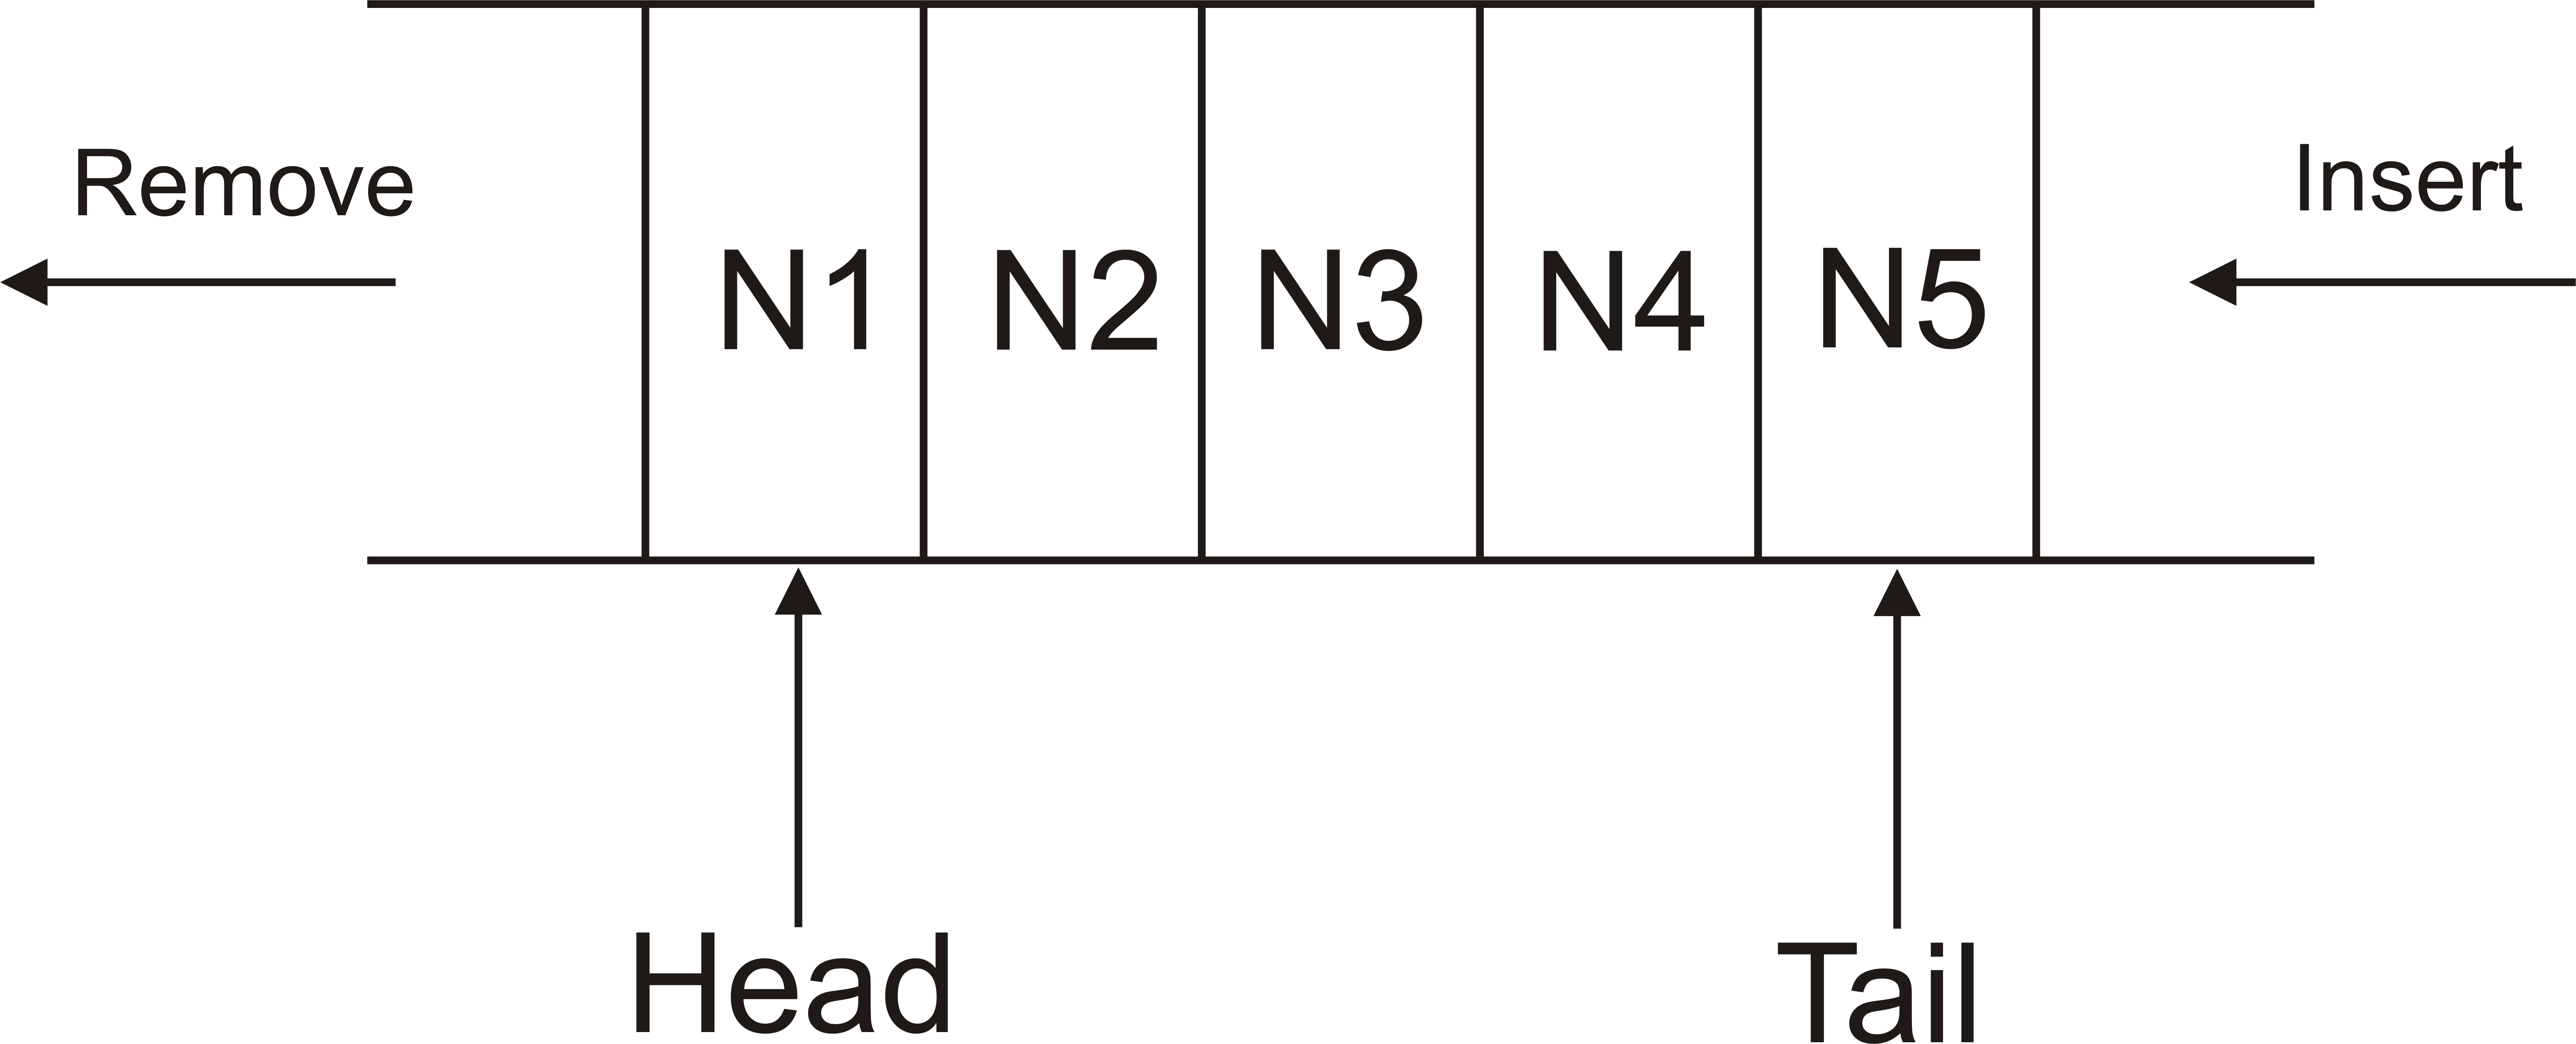 Remove
Insert
N1 N2 N3 N4 N5
Head
Tail